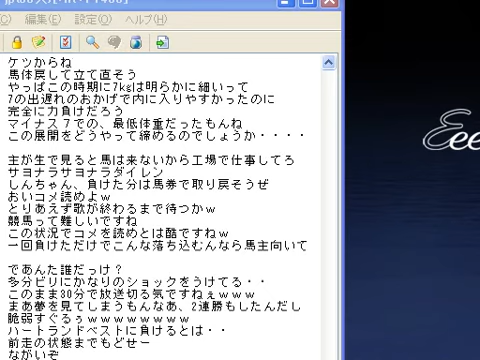 編集(E) 設定(O) ヘルプ(H)
ケツからね
馬体戻して立て直そう
やっぱこの時期に7kgは明らかに細いって
7の出遅れのおかげで内に入りやすかったのに
完全に力負けだろう
マイナス7での、最低体重だったもんね
この展開をどうやって締めるのでしょうか・・・・
主が生で見ると馬は来ないから工場で仕事してろ
サヨナラサヨナラダイレン
しんちゃん、負けた分は馬券で取り戻そうぜ
おいコメ読めよw
とりあえず歌が終わるまで待つかw
競馬って難しいですね
この状況でコメを読めとは酷ですねw
一回負けただけでこんな落ち込むんなら馬主向いて
であんた誰だっけ?
多分ビリにかなりのショックをうけてる・・
このまま30分で放送切る気ですねぇwww
まあ夢を見てしまうもんなあ、2連勝もしたんだし
脆弱すぐるぅwwwwwwwww
ハートランドベストに負けるとは・・
前走の状態までもどせー
ながいぞ
Eee